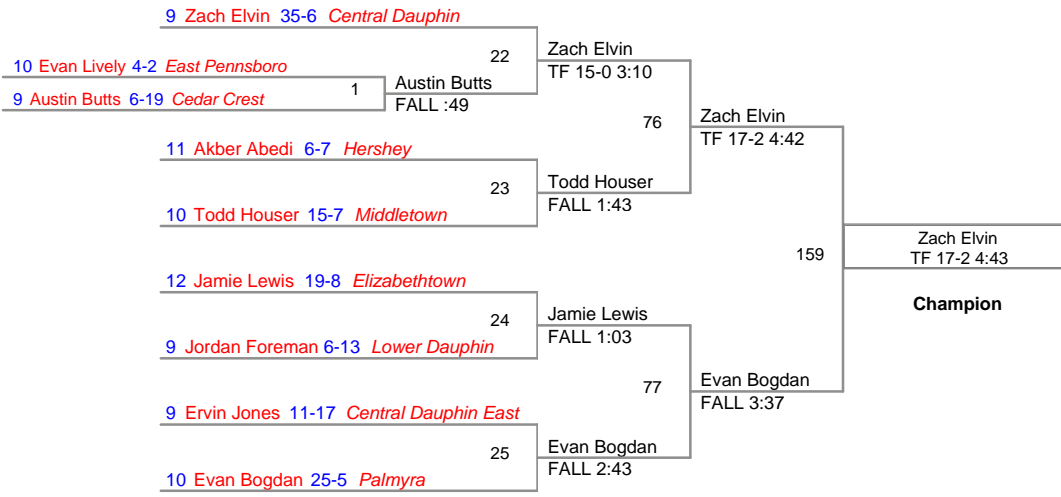 9 Zach Elvin 35-6 Central Dauphin
22
Zach Elvin
TF 15-0 3:10
10 Evan Lively 4-2 East Pennsboro
1
Austin Butts
FALL :49
9 Austin Butts 6-19 Cedar Crest
76
Zach Elvin
TF 17-2 4:42
11 Akber Abedi 6-7 Hershey
23
Todd Houser
FALL 1:43
10 Todd Houser 15-7 Middletown
159
Zach Elvin
TF 17-2 4:43
Champion
12 Jamie Lewis 19-8 Elizabethtown
24
Jamie Lewis
FALL 1:03
9 Jordan Foreman 6-13 Lower Dauphin
77
Evan Bogdan
FALL 3:37
9 Ervin Jones 11-17 Central Dauphin East
25
Evan Bogdan
FALL 2:43
10 Evan Bogdan 25-5 Palmyra